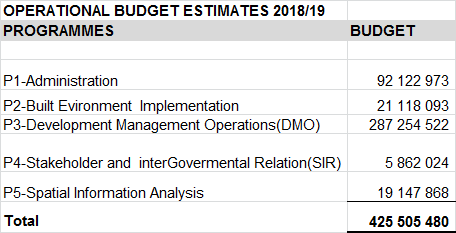 OPERATIONAL BUDGET ESTIMATES 2018/19
PROGRAMMES BUDGET
P1-Administration 92 122 973
P2-Built Evironment Implementation 21 118 093
P3-Development Management Operations(DMO) 287 254 522
P4-Stakeholder and interGovermental Relation(SIR) 5 862 024
P5-Spatial Information Analysis 19 147 868
Total 425 505 480